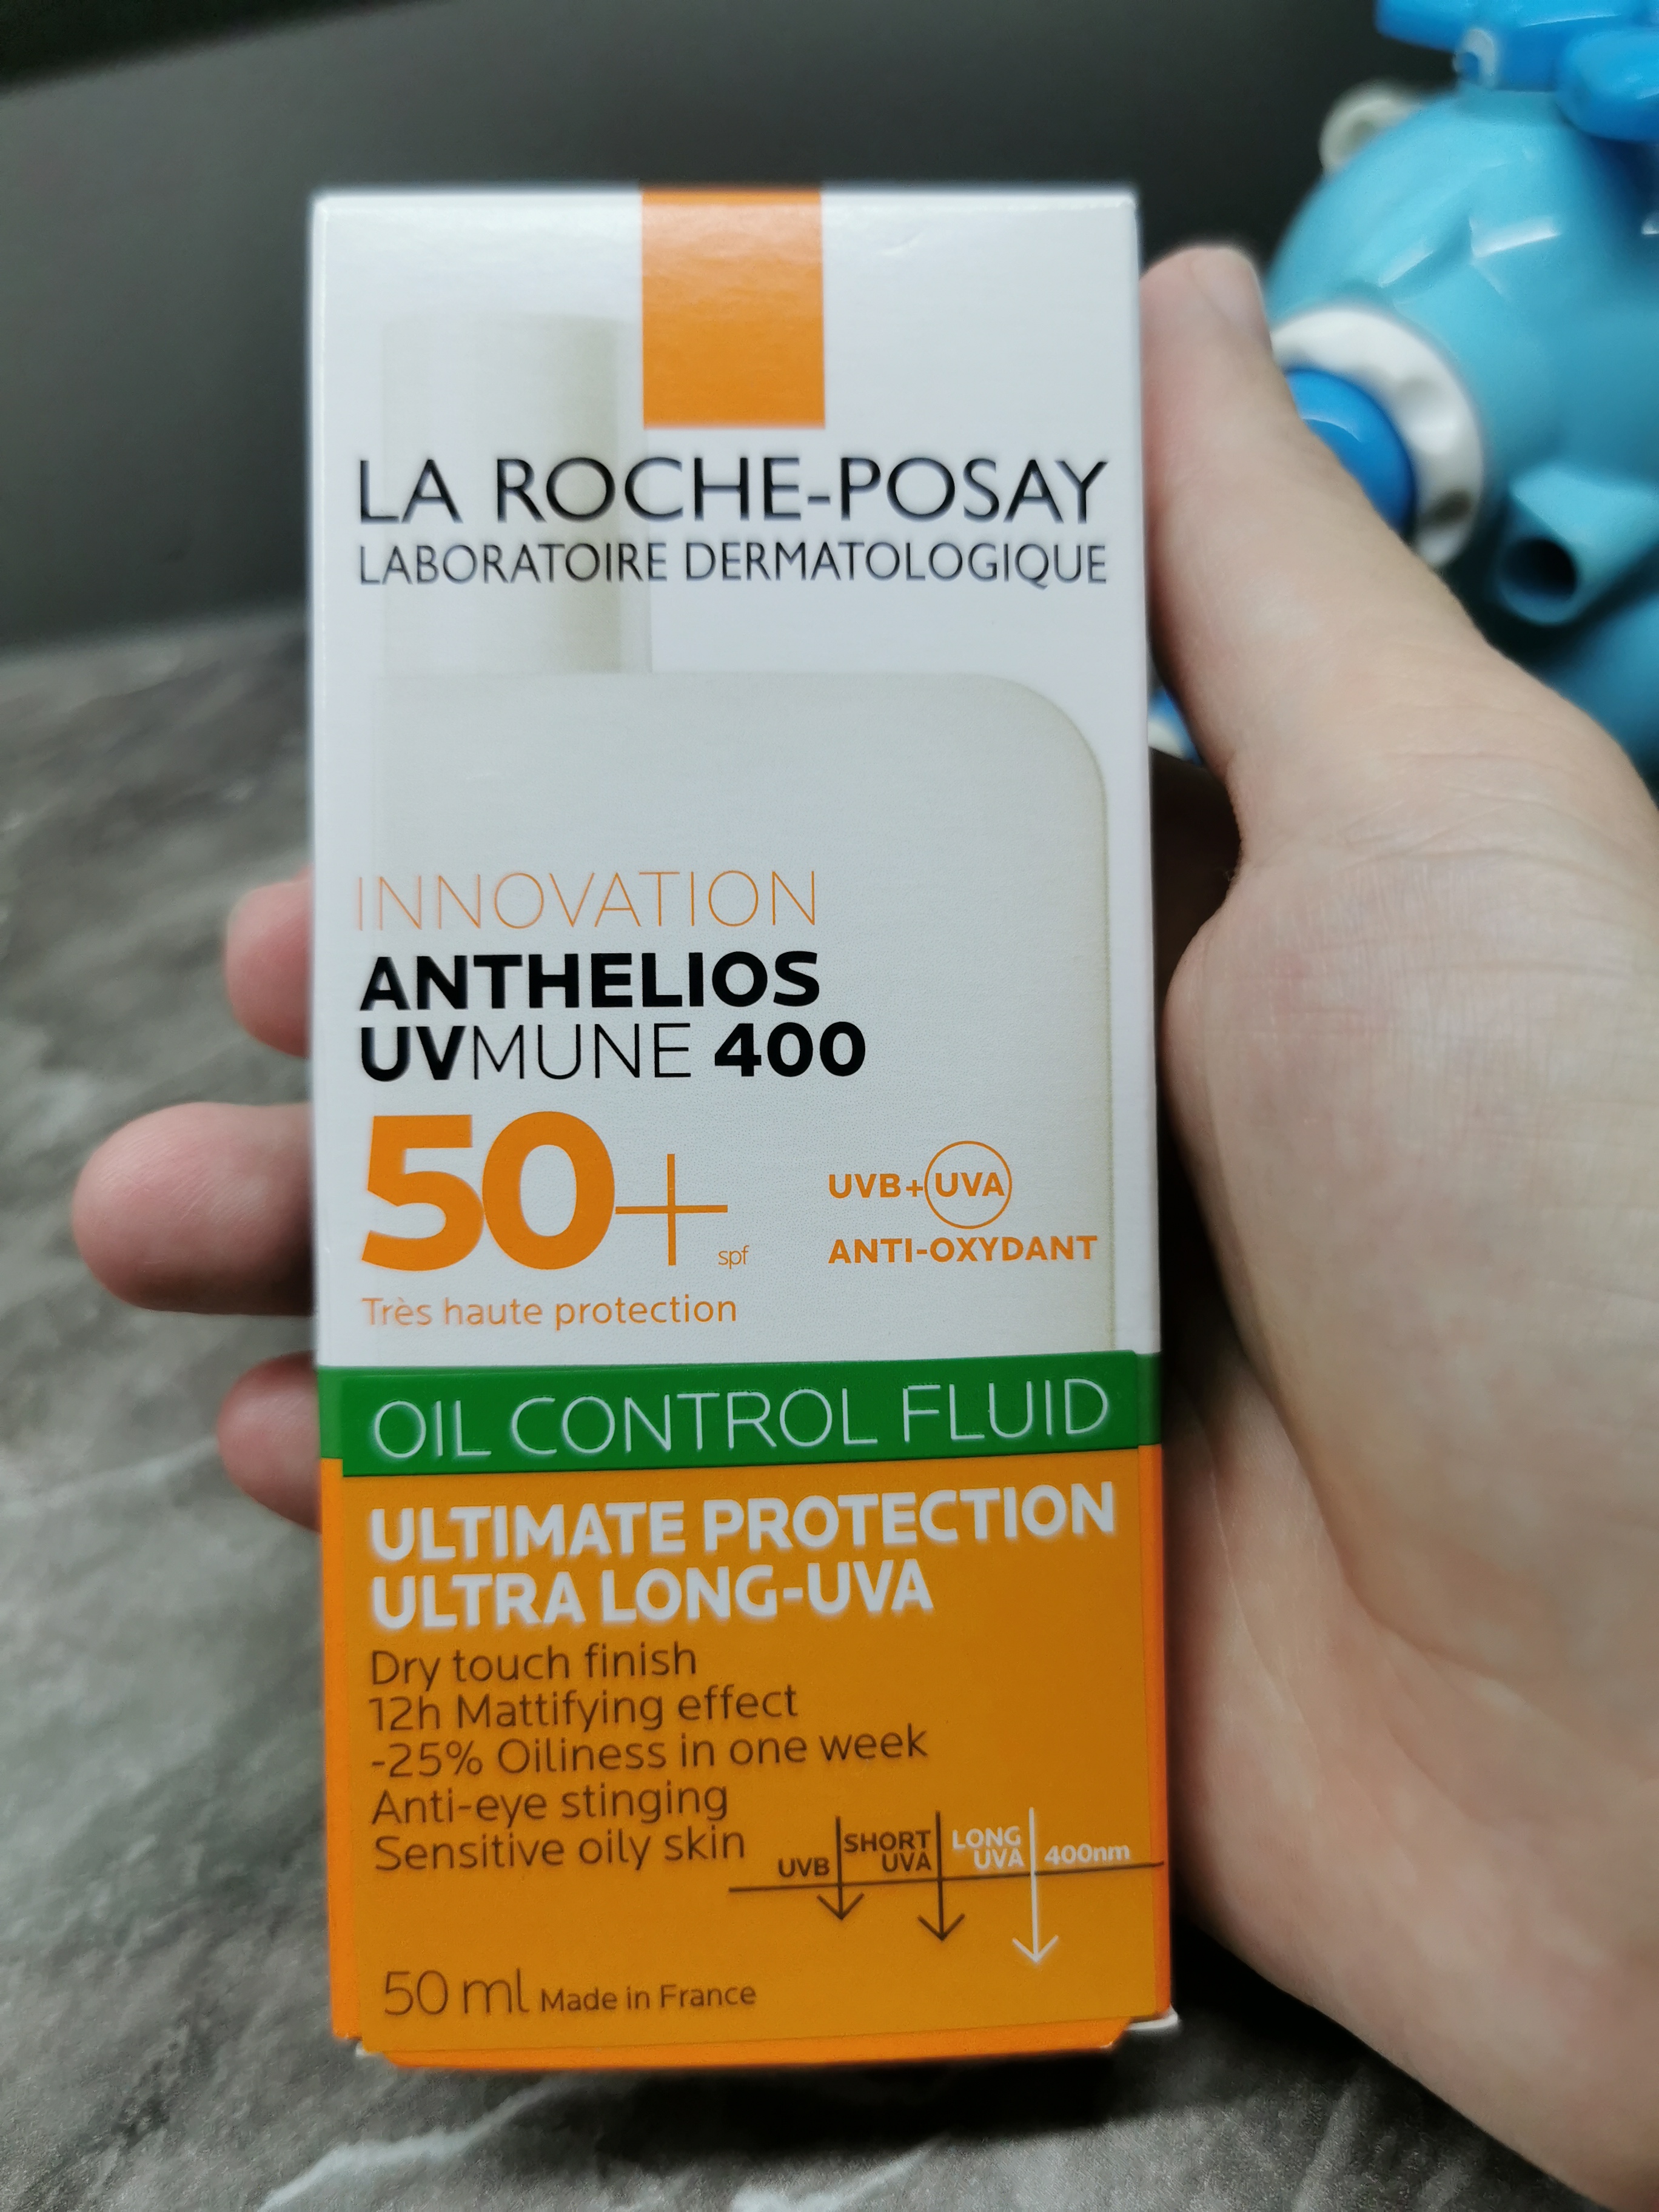 LA ROCHE-POSAY
LABORATOIRE DERMATOLOGIQUE
INNOVATION
ANTHELIOS
UVMUNE 400
50+ spf
UVB+UVA
ANTI-OXYDANT
Très haute protection
OIL CONTROL FLUID
ULTIMATE PROTECTION
ULTRA LONG-UVA
Dry touch finish
12h Mattifying effect
-25% Oiliness in one week
Anti-eye stinging
Sensitive oily skin
UVB
SHORT
UVA
LONG
UVA
400nm
50 ml Made in France